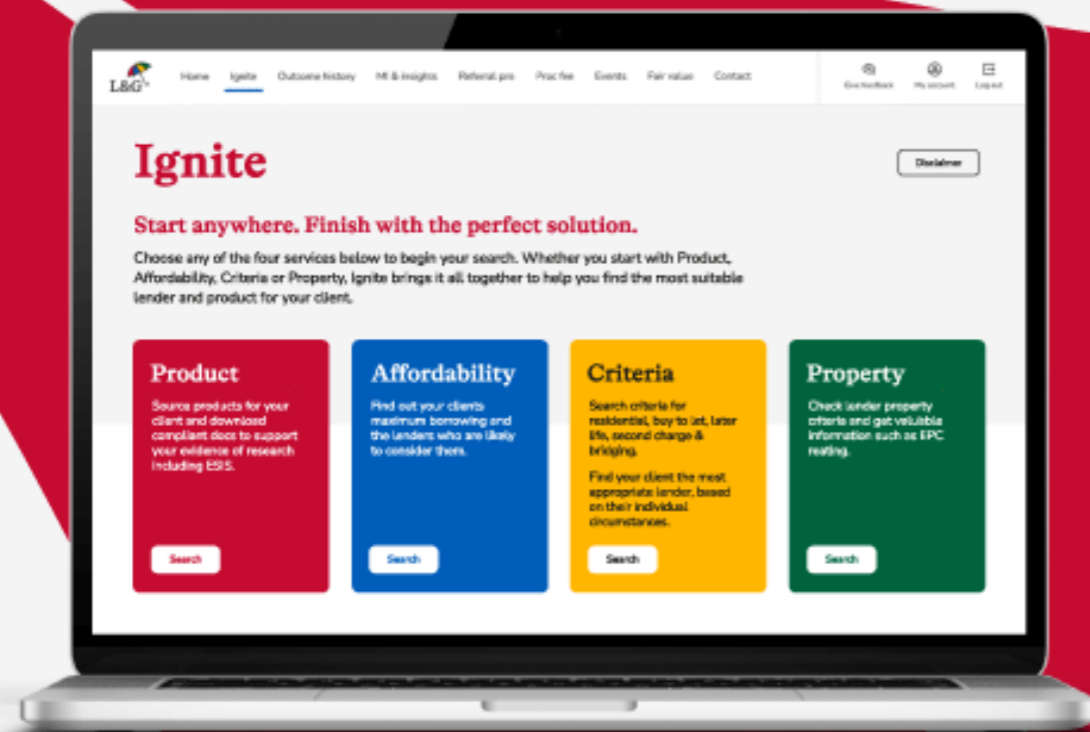 L&G
Home Ignite Outcome history MI & insights Referral pro Proc fee Events Fair value Contact
Give feedback My account Log out
Ignite
Disclaimer
Start anywhere. Finish with the perfect solution.
Choose any of the four services below to begin your search. Whether you start with Product,
Affordability, Criteria or Property, Ignite brings it all together to help you find the most suitable
lender and product for your client.
Product
Source products for your
client and download
compliant docs to support
your evidence of research
including ESIS.
Search
Affordability
Find out your clients
maximum borrowing and
the lenders who are likely
to consider them.
Search
Criteria
Search criteria for
residential, buy to let, later
life, second charge &
bridging.
Find your client the most
appropriate lender, based
on their individual
circumstances.
Search
Property
Check lender property
criteria and get
information such as EPC
Search